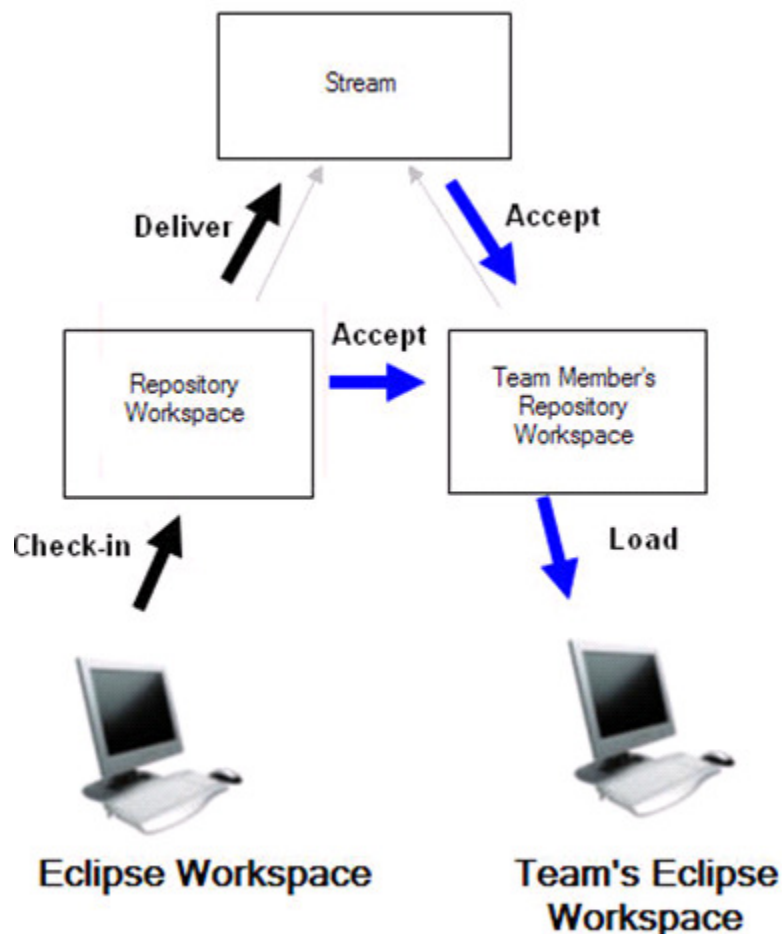 Stream
Deliver
Accept
Accept
Repository
Workspace
Team Member's
Repository
Workspace
Check-in
Load
Eclipse Workspace
Team's Eclipse
Workspace